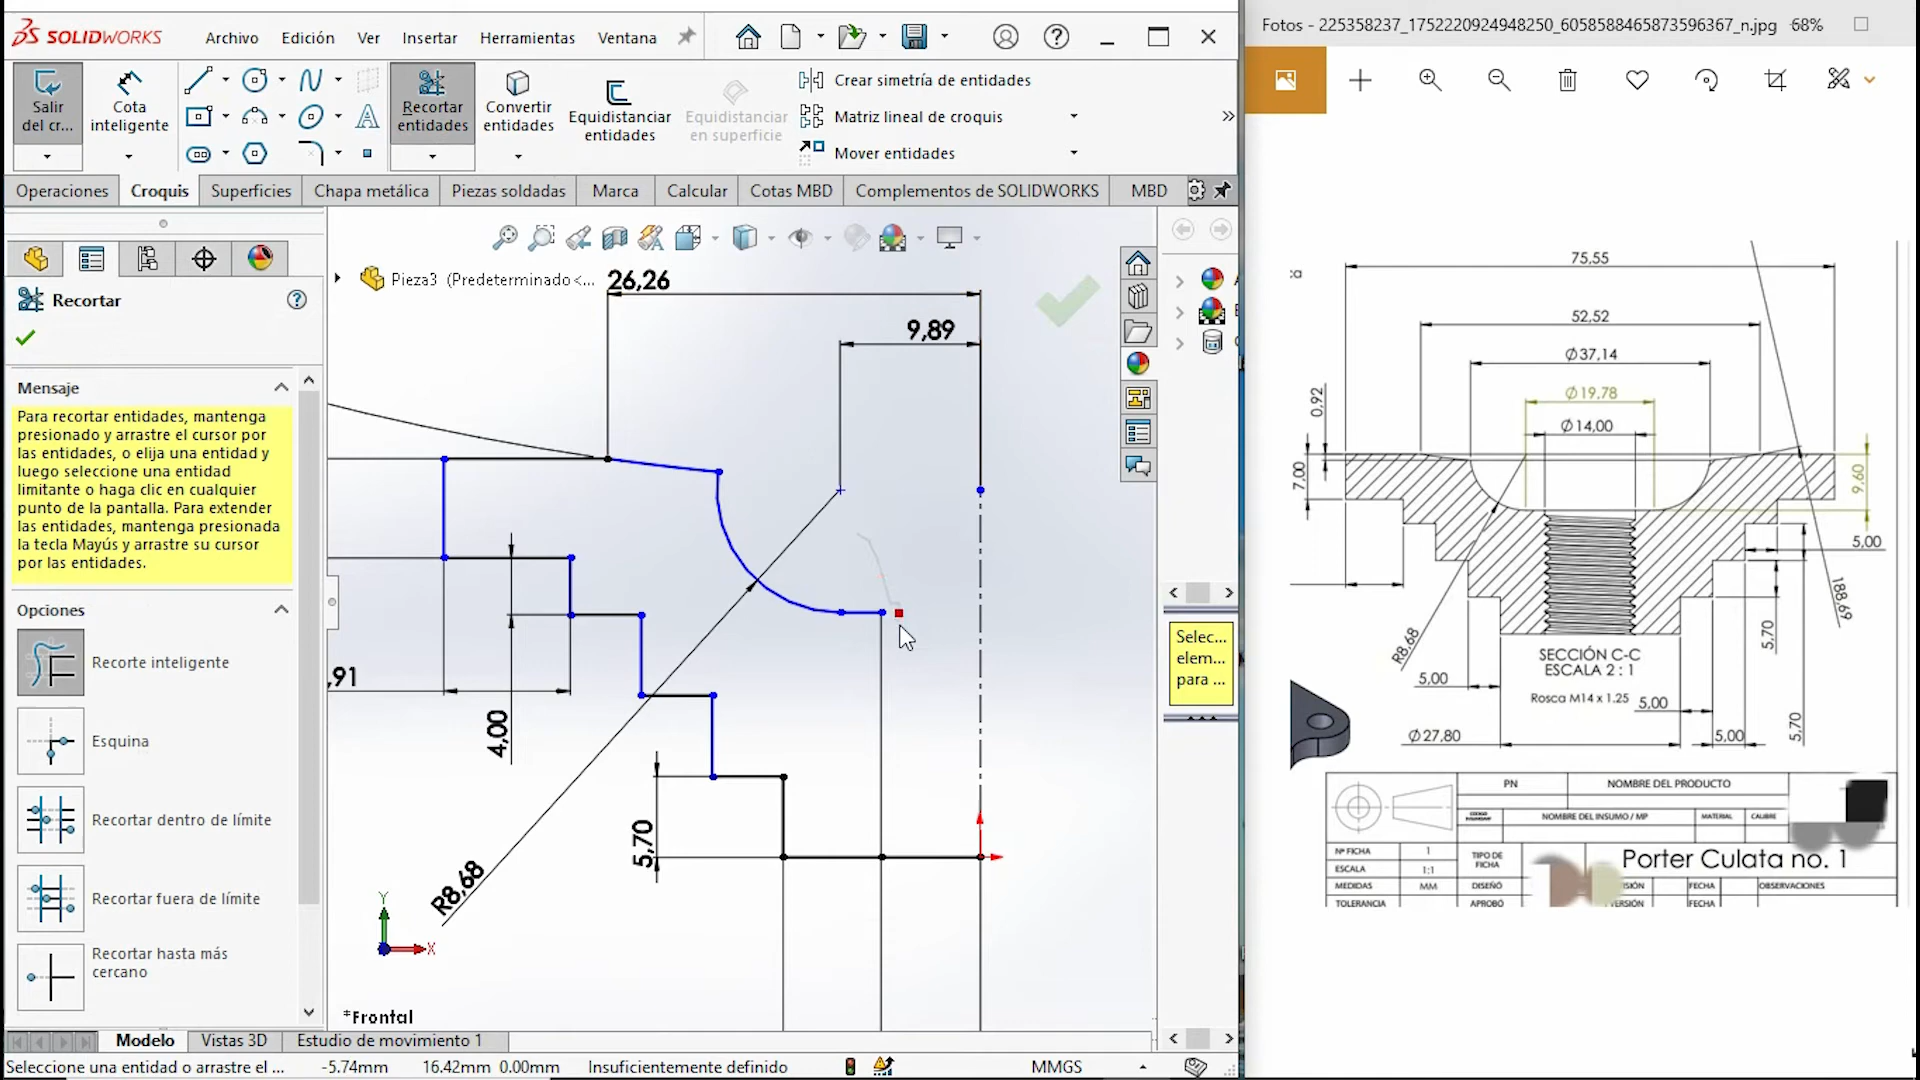 SOLIDWORKS
Archivo
Edición
Ver
Insertar
Herramientas
Ventana
Salir
del cr...
Cota
inteligente
Recortar
entidades
Convertir
entidades
Equidistanciar
entidades
Equidistanciar
en superficie
Crear simetría de entidades
Matriz lineal de croquis
Mover entidades
Operaciones
Croquis
Superficies
Chapa metálica
Piezas soldadas
Marca
Calcular
Cotas MBD
Complementos de SOLIDWORKS
MBD
Recortar
Mensaje
Para recortar entidades, mantenga
presionado y arrastre el cursor por
las entidades, o elija una entidad y
luego seleccione una entidad
limitante o haga clic en cualquier
punto de la pantalla. Para extender
las entidades, mantenga presionada
la tecla Mayús y arrastre su cursor
por las entidades.
Opciones
Recorte inteligente
Esquina
Recortar dentro de límite
Recortar fuera de límite
Recortar hasta más
cercano
Pieza3 (Predeterminado<...
26,26
9,89
,91
4,00
5,70
R8,68
Y
X
*Frontal
Selec...
elem...
para ...
Modelo
Vistas 3D
Estudio de movimiento 1
Seleccione una entidad o arrastre el ...
-5.74mm
16.42mm 0.00mm
Insuficientemente definido
MMGS
Fotos - 225358237_1752220924948250_6058588465873596367_n.jpg
68%
75,55
52,52
Ø37,14
Ø19,78
Ø14,00
0,92
7,00
9,60
5,00
188,69
R8,68
5,70
SECCIÓN C-C
ESCALA 2 : 1
Rosca M14 x 1.25
5,00
5,00
5,70
Ø27,80
5,00
PN
NOMBRE DEL PRODUCTO
NOMBRE DEL INSUMO / MP
MATERIAL
CALIBRE
Nº FICHA
1
TIPO DE
FICHA
Porter Culata no. 1
ESCALA
1:1
MEDIDAS
MM
DISEÑO
FECHA
OBSERVACIONES
TOLERANCIA
APROBÓ
VERSIÓN
FECHA